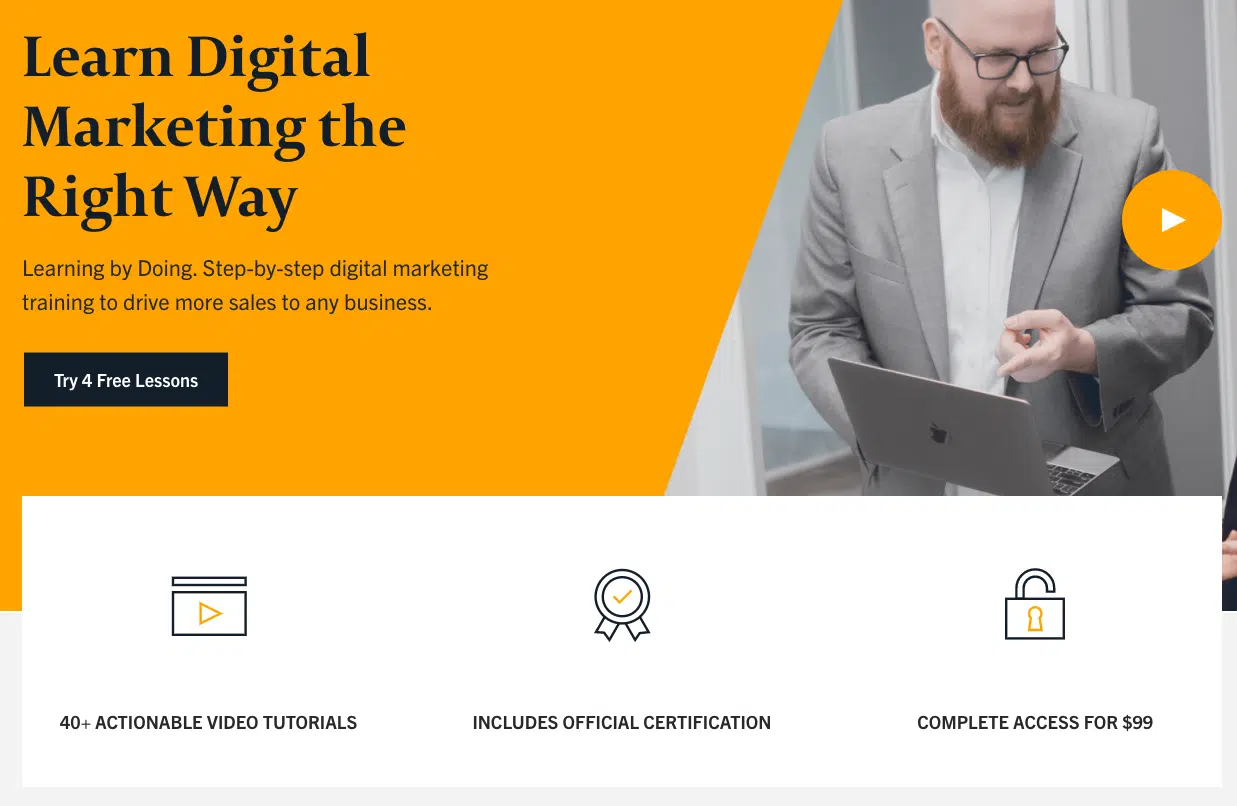 Learn Digital
Marketing the
Right Way
Learning by Doing. Step-by-step digital marketing
training to drive more sales to any business.
Try 4 Free Lessons
40+ ACTIONABLE VIDEO TUTORIALS
INCLUDES OFFICIAL CERTIFICATION
COMPLETE ACCESS FOR $99